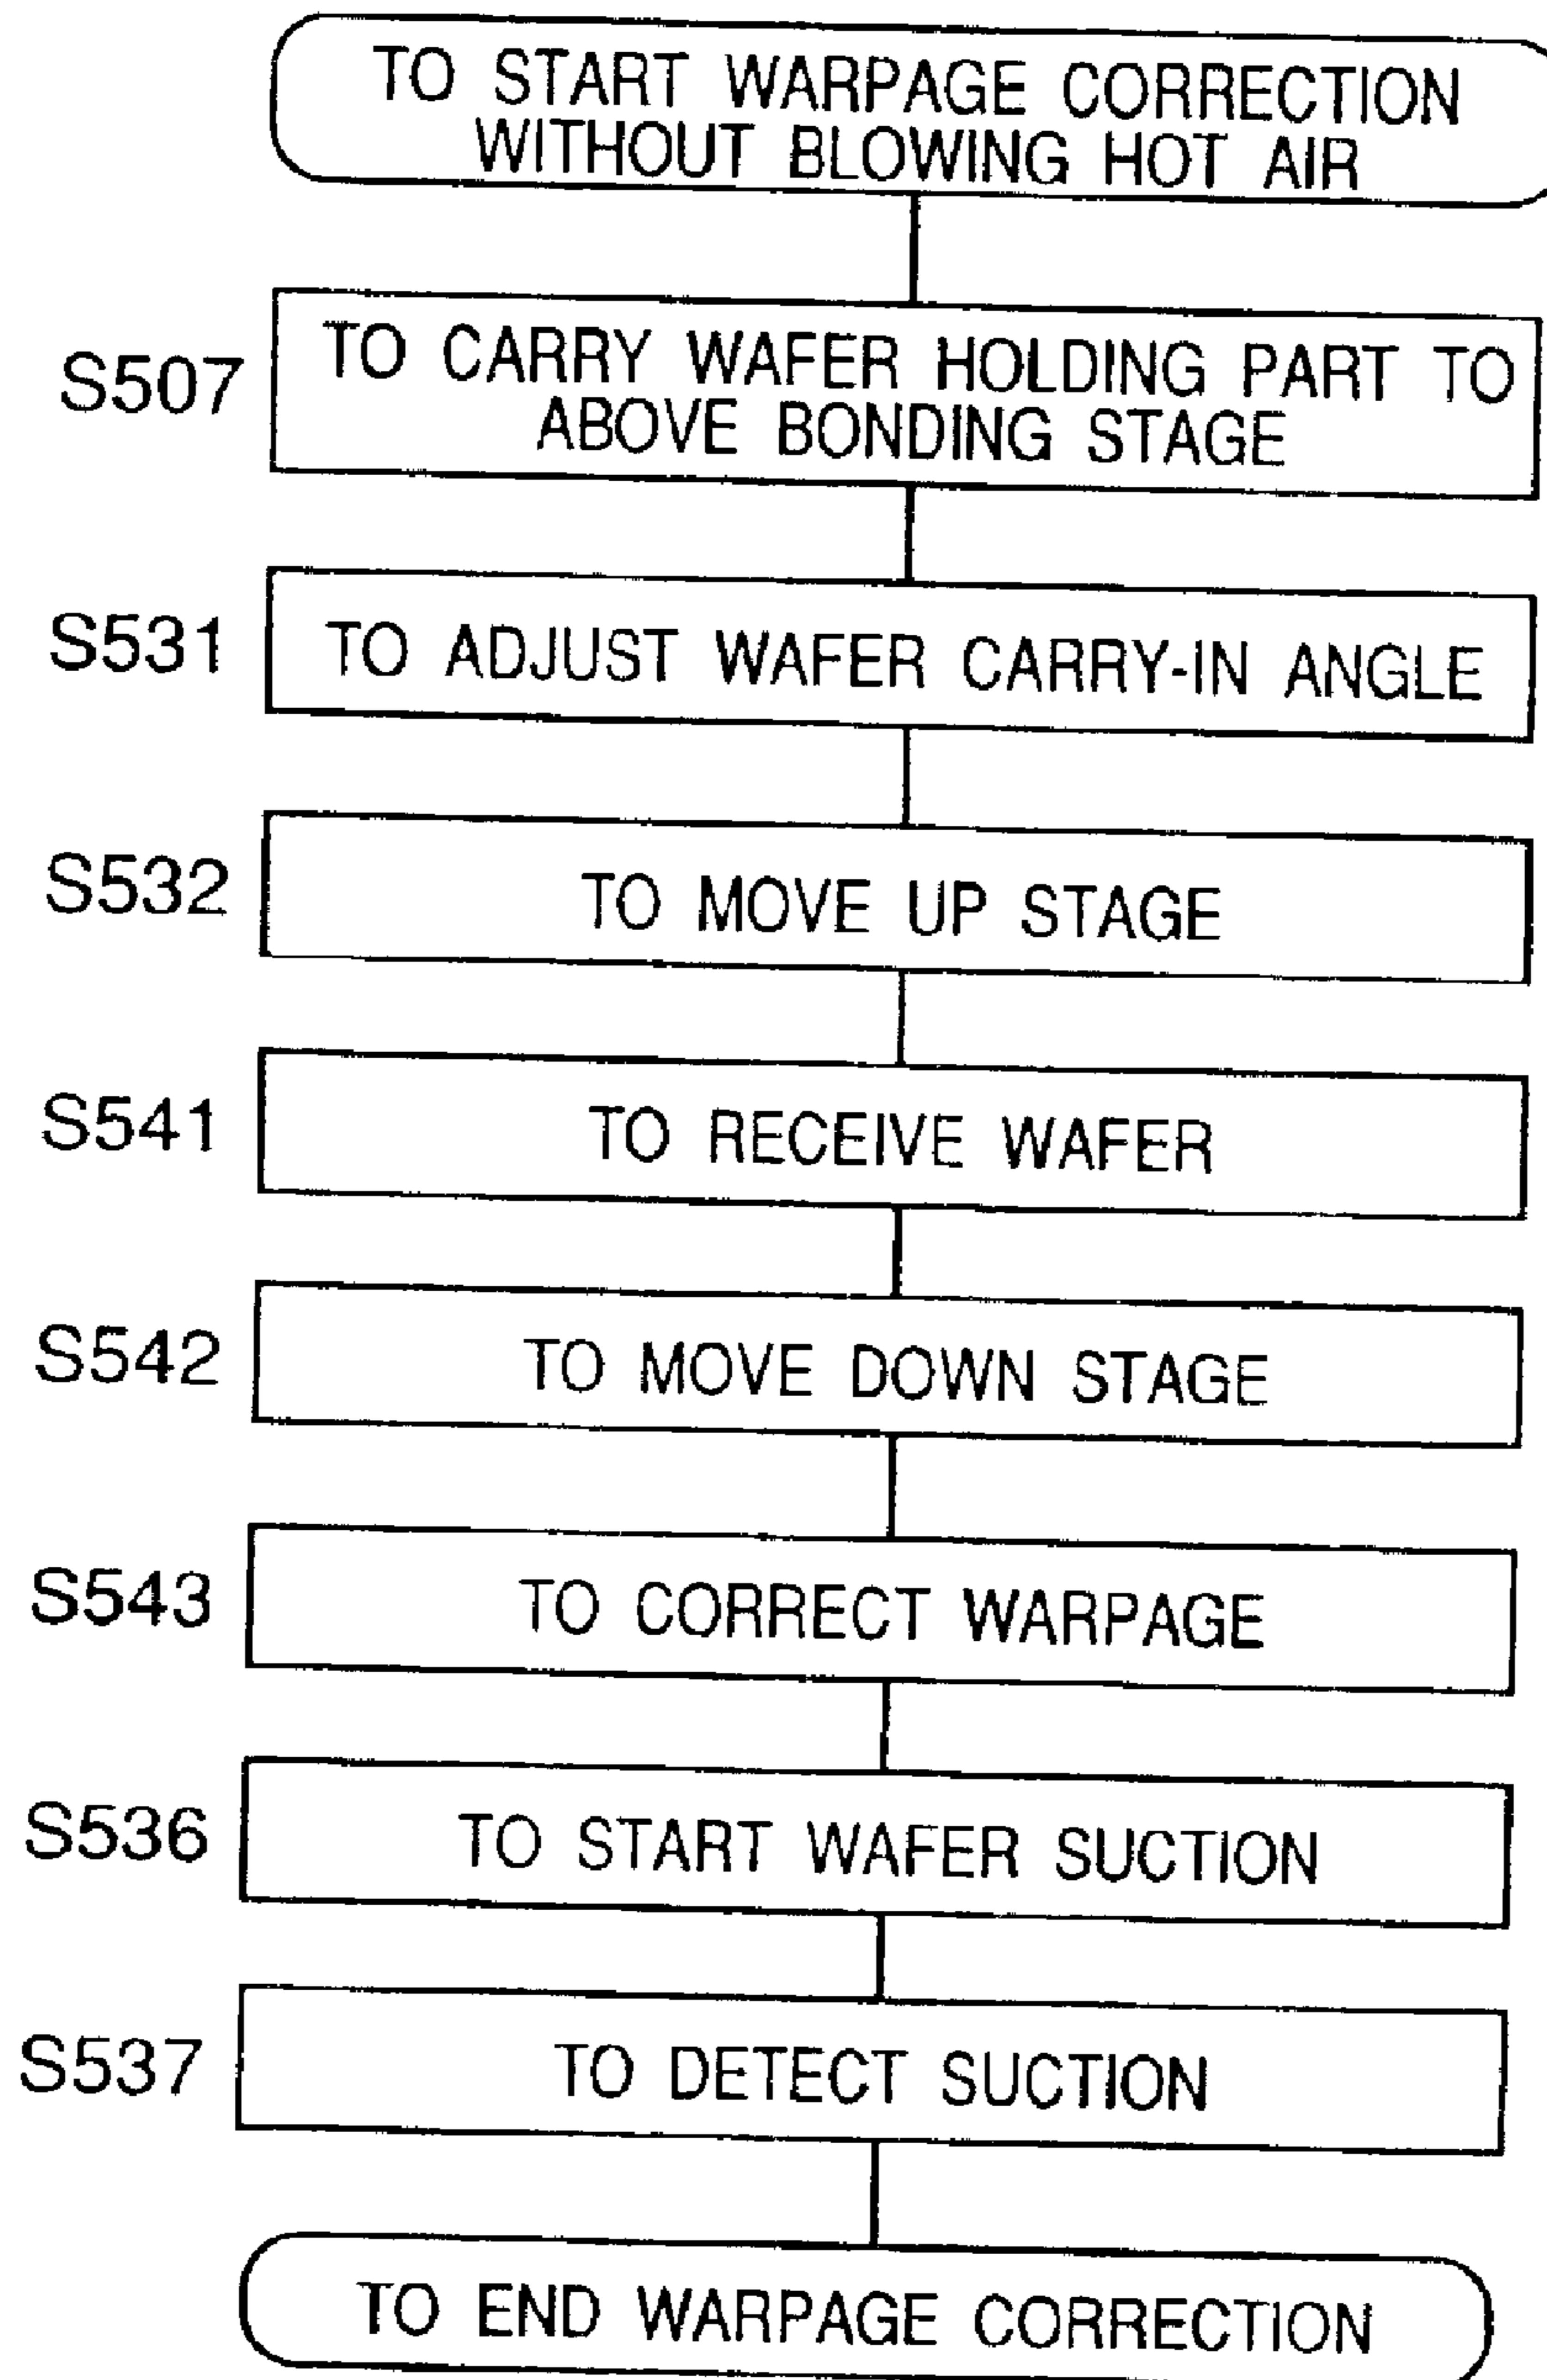 TO START WARPAGE CORRECTION
WITHOUT BLOWING HOT AIR
S507
TO CARRY WAFER HOLDING PART TO
ABOVE BONDING STAGE
S531
TO ADJUST WAFER CARRY-IN ANGLE
S532
TO MOVE UP STAGE
S541
TO RECEIVE WAFER
S542
TO MOVE DOWN STAGE
S543
TO CORRECT WARPAGE
S536
TO START WAFER SUCTION
S537
TO DETECT SUCTION
TO END WARPAGE CORRECTION